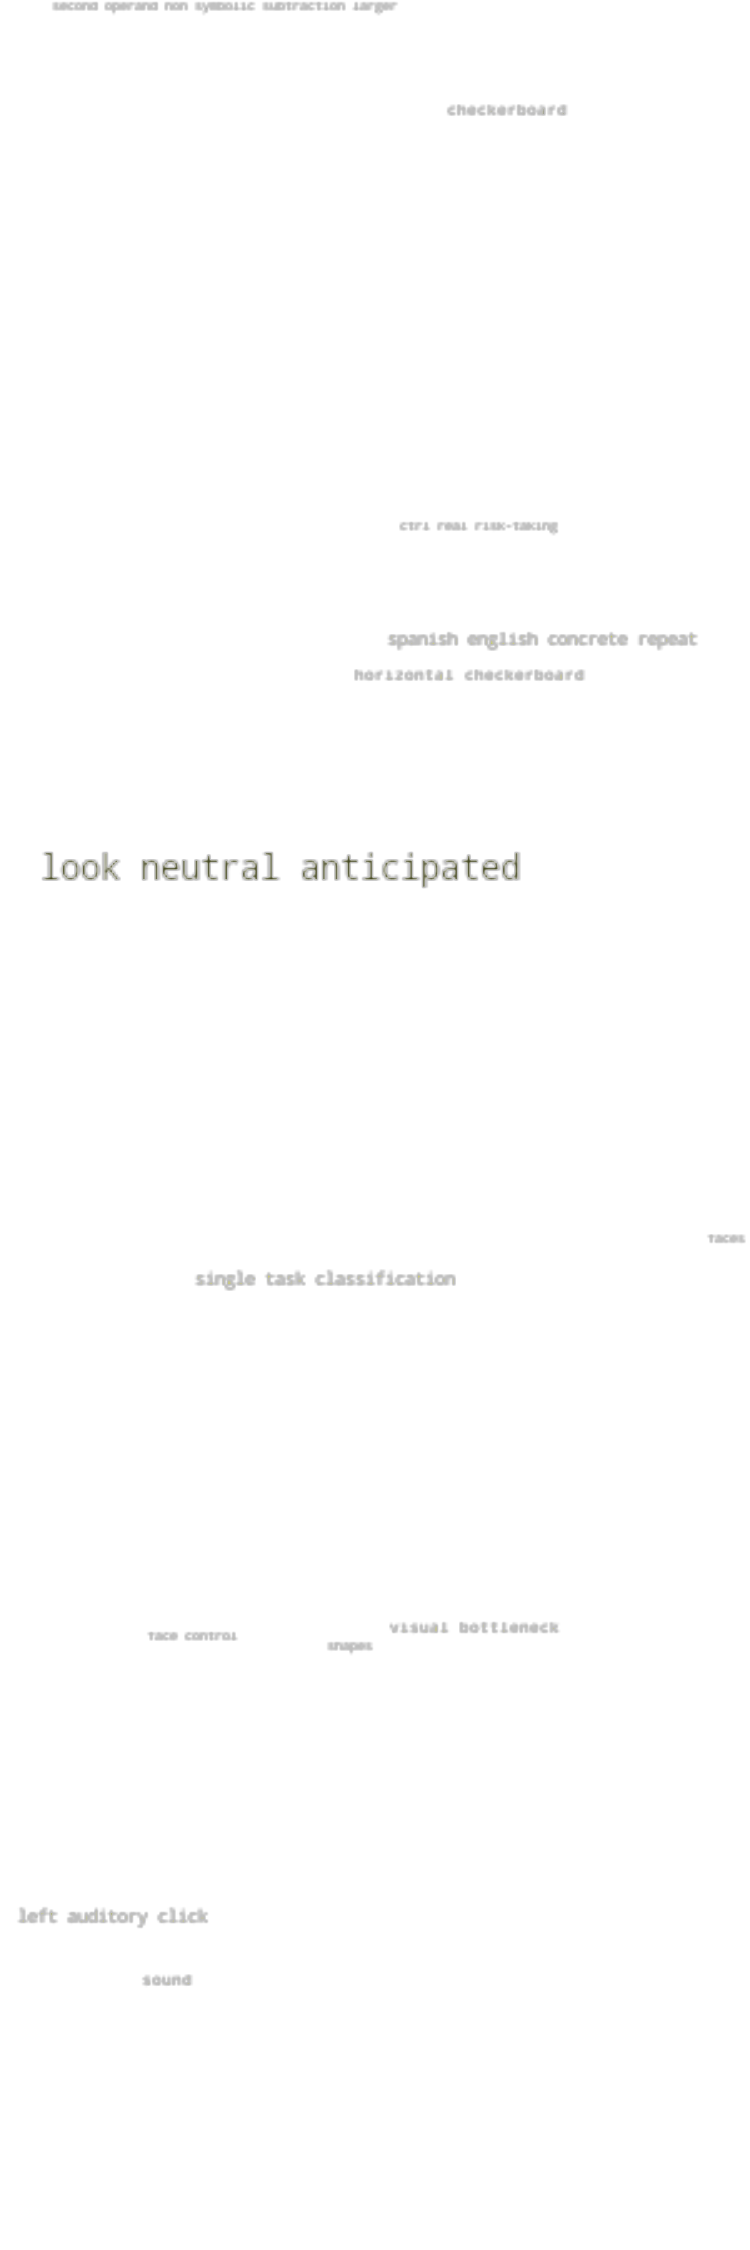 second operand non symbolic subtraction larger
checkerboard
ctrl real risk-taking
spanish english concrete repeat
horizontal checkerboard
look neutral anticipated
faces
single task classification
visual bottleneck
face control
shapes
left auditory click
sound